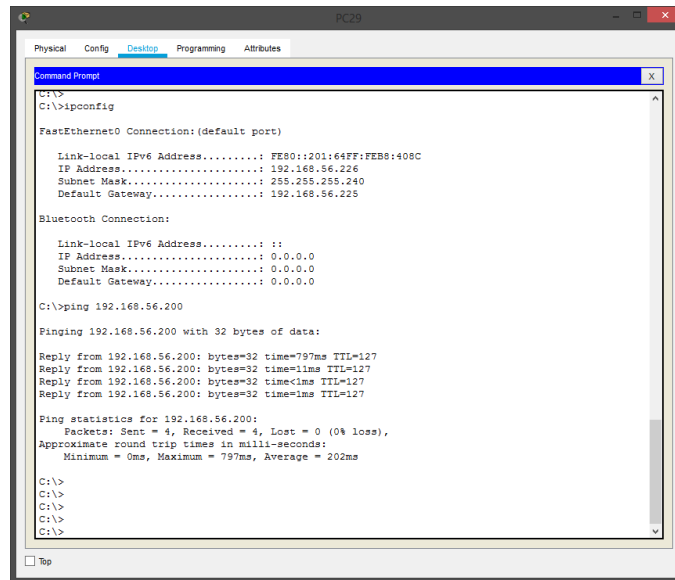 PC29
Physical Config Desktop Programming Attributes
Command Prompt X
C:\>
C:\>ipconfig
FastEthernet0 Connection:(default port)
Link-local IPv6 Address.........: FE80::201:64FF:FEB8:408C
IP Address......................: 192.168.56.226
Subnet Mask.....................: 255.255.255.240
Default Gateway.................: 192.168.56.225
Bluetooth Connection:
Link-local IPv6 Address.........: ::
IP Address......................: 0.0.0.0
Subnet Mask.....................: 0.0.0.0
Default Gateway.................: 0.0.0.0
C:\>ping 192.168.56.200
Pinging 192.168.56.200 with 32 bytes of data:
Reply from 192.168.56.200: bytes=32 time=797ms TTL=127
Reply from 192.168.56.200: bytes=32 time=11ms TTL=127
Reply from 192.168.56.200: bytes=32 time<1ms TTL=127
Reply from 192.168.56.200: bytes=32 time=1ms TTL=127
Ping statistics for 192.168.56.200:
Packets: Sent = 4, Received = 4, Lost = 0 (0% loss),
Approximate round trip times in milli-seconds:
Minimum = 0ms, Maximum = 797ms, Average = 202ms
C:\>
C:\>
C:\>
C:\>
C:\>
Top